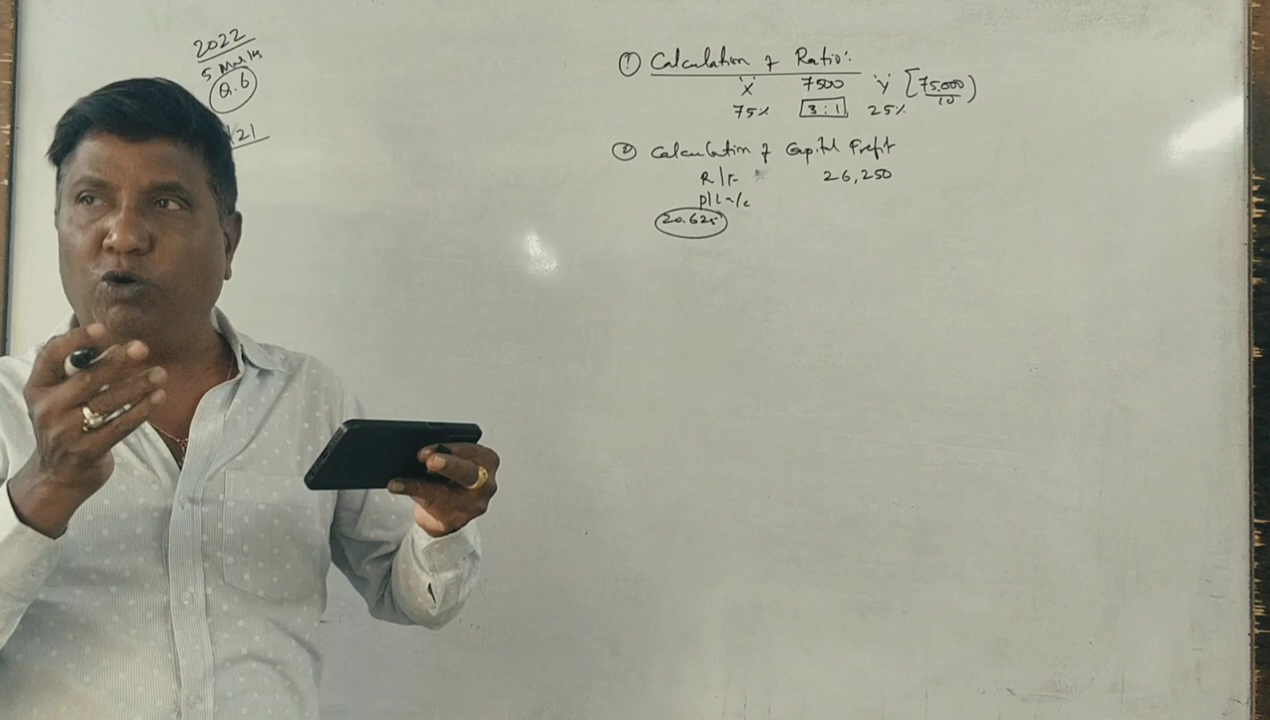 2022
5 Marks
Q.6
/21
① Calculation of Ratio:
'X' 7500 'Y' [75.000/10)
75% 3:1 25%
② Calculation of Capital Profit
R/F 26,250
P/L A/c
20.625